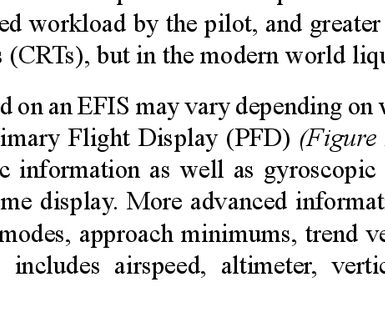 ed workload by the pilot, and greater
s (CRTs), but in the modern world liqu
d on an EFIS may vary depending on v
rimary Flight Display (PFD) (Figure
c information as well as gyroscopic
me display. More advanced informat
modes, approach minimums, trend ve
includes airspeed, altimeter, vertic